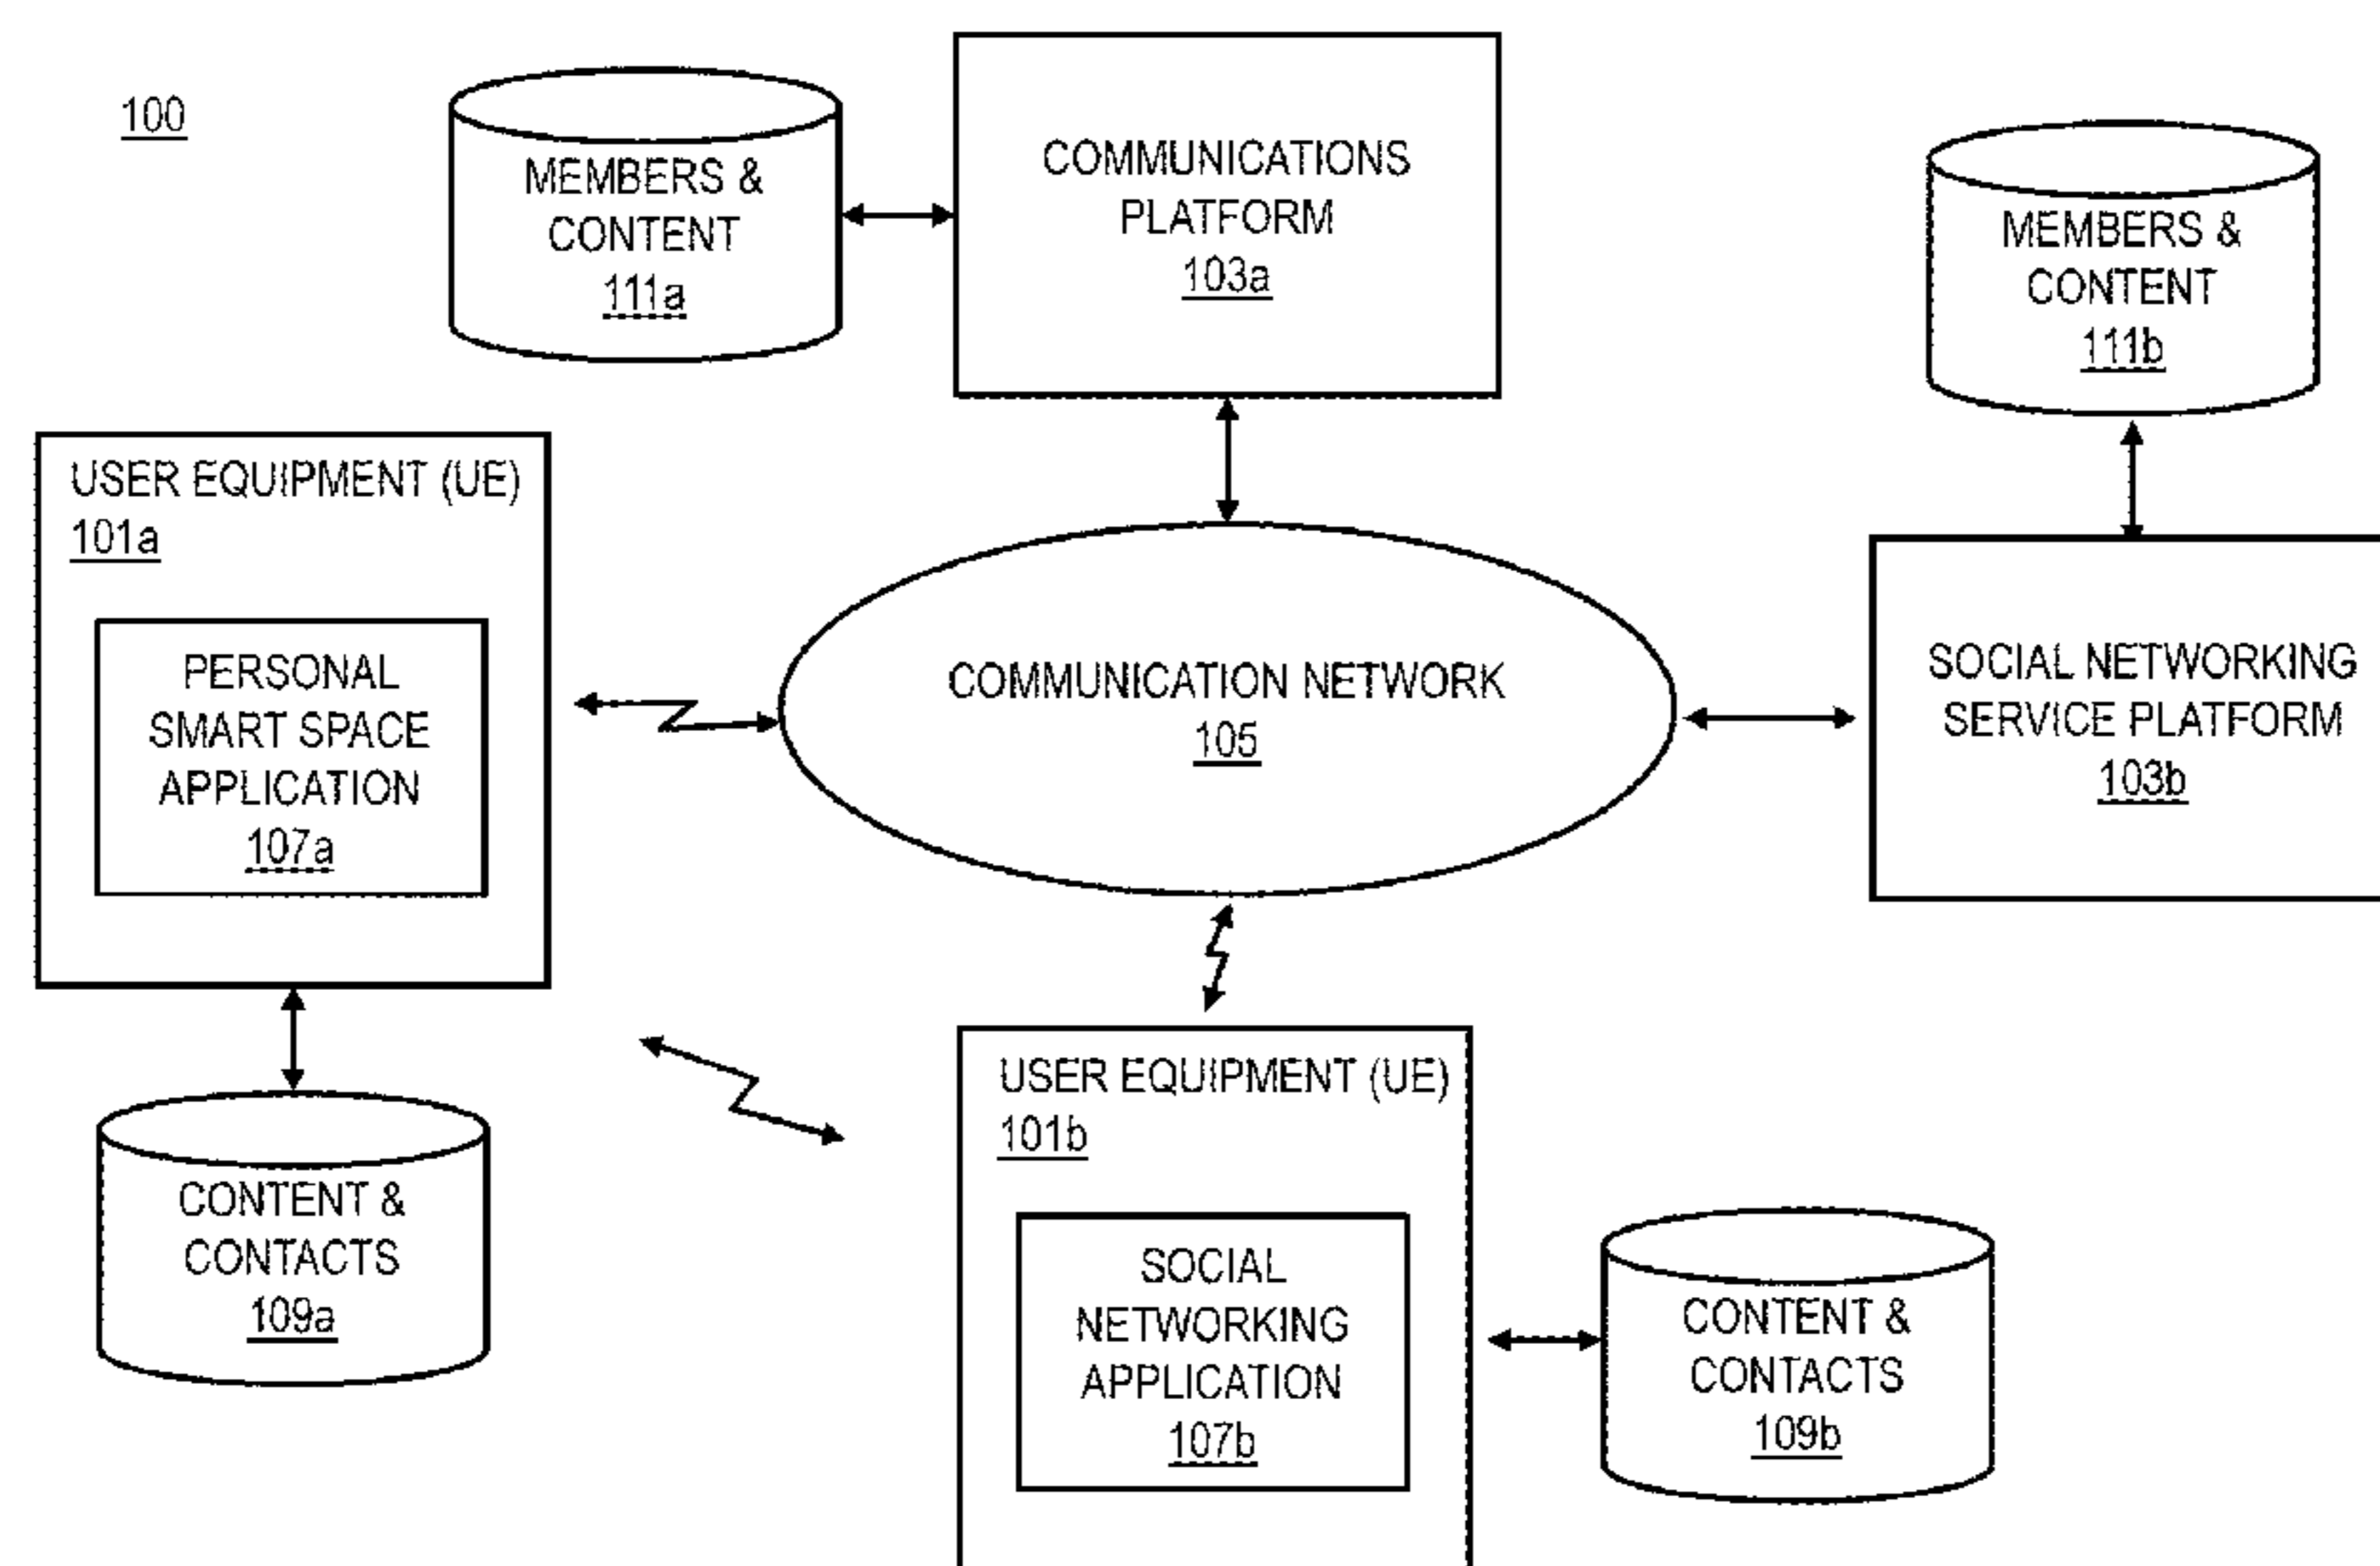 100
MEMBERS &
CONTENT
111a
COMMUNICATIONS
PLATFORM
103a
MEMBERS &
CONTENT
111b
USER EQUIPMENT (UE)
101a
PERSONAL
SMART SPACE
APPLICATION
107a
COMMUNICATION NETWORK
105
SOCIAL NETWORKING
SERVICE PLATFORM
103b
CONTENT &
CONTACTS
109a
USER EQUIPMENT (UE)
101b
SOCIAL
NETWORKING
APPLICATION
107b
CONTENT &
CONTACTS
109b